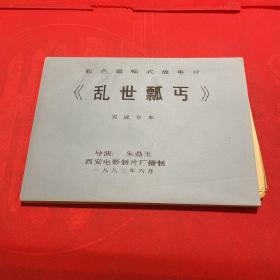 彩色遮幅式故事片
《乱世飘丐》
完成台本
导演: 朱鼎玉
西安电影制片厂摄制
一九九二年六月